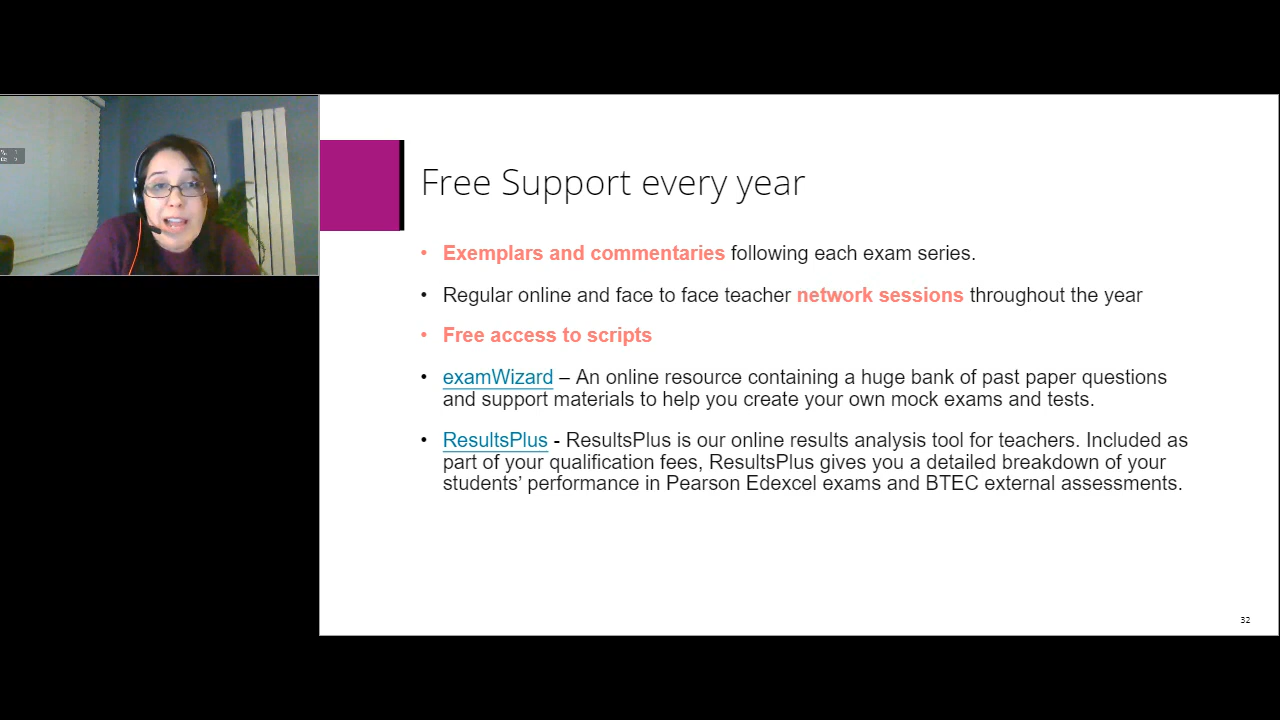 Free Support every year
• Exemplars and commentaries following each exam series.
• Regular online and face to face teacher network sessions throughout the year
• Free access to scripts
• examWizard – An online resource containing a huge bank of past paper questions
and support materials to help you create your own mock exams and tests.
• ResultsPlus - ResultsPlus is our online results analysis tool for teachers. Included as
part of your qualification fees, ResultsPlus gives you a detailed breakdown of your
students’ performance in Pearson Edexcel exams and BTEC external assessments.
32